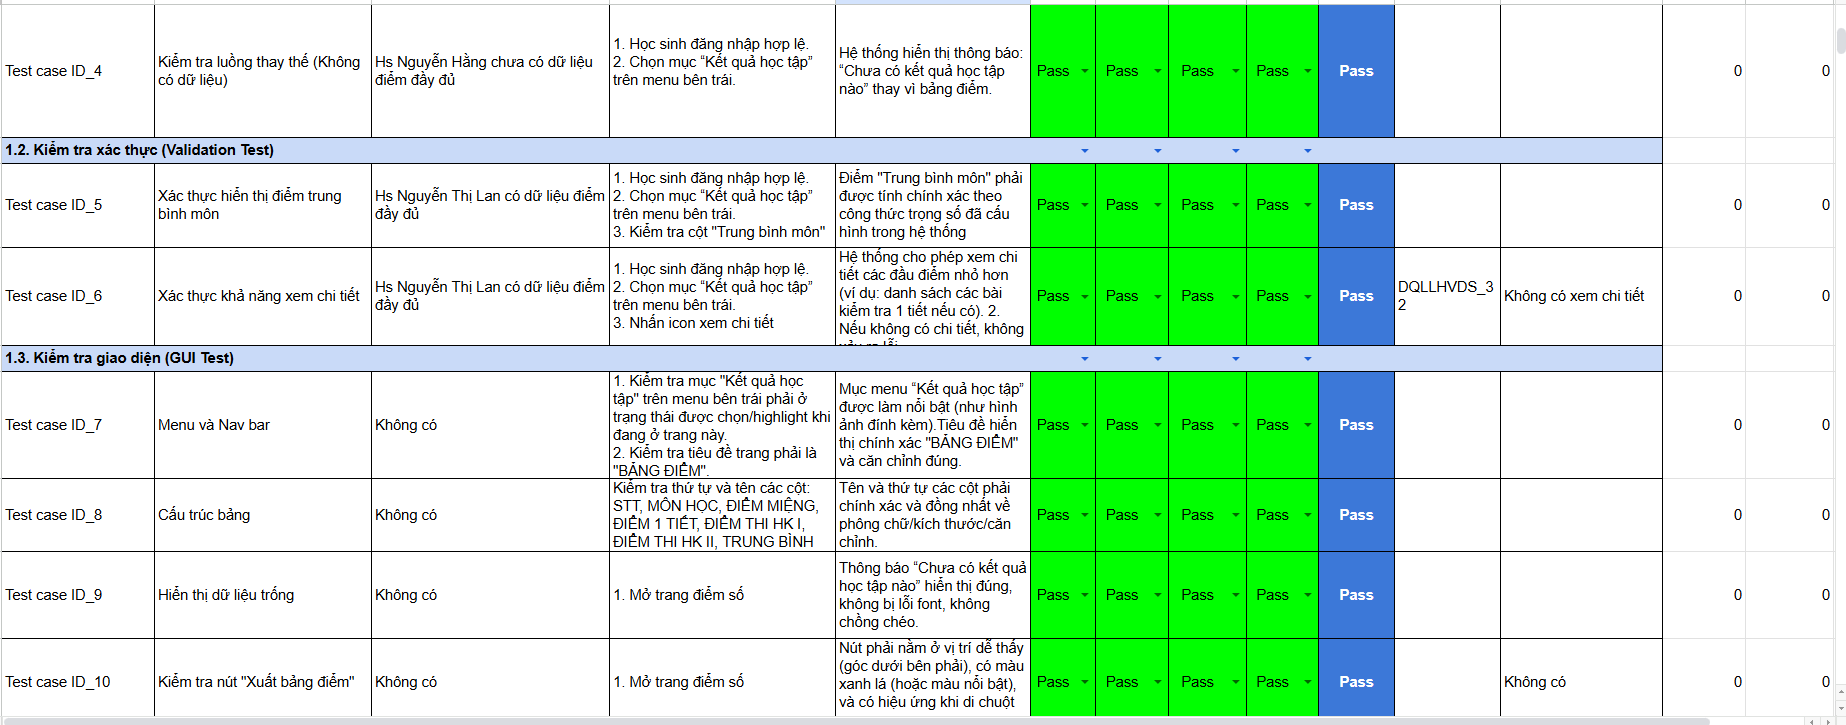 Test case ID_4
Kiểm tra luồng thay thế (Không
có dữ liệu)
Hs Nguyễn Hằng chưa có dữ liệu
điểm đầy đủ
1. Học sinh đăng nhập hợp lệ.
2. Chọn mục “Kết quả học tập”
trên menu bên trái.
Hệ thống hiển thị thông báo:
“Chưa có kết quả học tập
nào” thay vì bảng điểm.
Pass
Pass
Pass
Pass
Pass
0
0
1.2. Kiểm tra xác thực (Validation Test)
Test case ID_5
Xác thực hiển thị điểm trung
bình môn
Hs Nguyễn Thị Lan có dữ liệu điểm
đầy đủ
1. Học sinh đăng nhập hợp lệ.
2. Chọn mục “Kết quả học tập”
trên menu bên trái.
3. Kiểm tra cột "Trung bình môn"
Điểm "Trung bình môn" phải
được tính chính xác theo
công thức trọng số đã cấu
hình trong hệ thống
Pass
Pass
Pass
Pass
Pass
0
0
Test case ID_6
Xác thực khả năng xem chi tiết
Hs Nguyễn Thị Lan có dữ liệu điểm
đầy đủ
1. Học sinh đăng nhập hợp lệ.
2. Chọn mục “Kết quả học tập”
trên menu bên trái.
3. Nhấn icon xem chi tiết
Hệ thống cho phép xem chi
tiết các đầu điểm nhỏ hơn
(ví dụ: danh sách các bài
kiểm tra 1 tiết nếu có). 2.
Nếu không có chi tiết, không
Pass
Pass
Pass
Pass
Pass
DQLLHVDS_3
2
Không có xem chi tiết
0
0
1.3. Kiểm tra giao diện (GUI Test)
Test case ID_7
Menu và Nav bar
Không có
1. Kiểm tra mục "Kết quả học
tập" trên menu bên trái phải ở
trạng thái được chọn/highlight khi
đang ở trang này.
2. Kiểm tra tiêu đề trang phải là
"BẢNG ĐIỂM".
Mục menu “Kết quả học tập”
được làm nổi bật (như hình
ảnh đính kèm).Tiêu đề hiển
thị chính xác "BẢNG ĐIỂM"
và căn chỉnh đúng.
Pass
Pass
Pass
Pass
Pass
0
0
Test case ID_8
Cấu trúc bảng
Không có
Kiểm tra thứ tự và tên các cột:
STT, MÔN HỌC, ĐIỂM MIỆNG,
ĐIỂM 1 TIẾT, ĐIỂM THI HK I,
ĐIỂM THI HK II, TRUNG BÌNH
Tên và thứ tự các cột phải
chính xác và đồng nhất về
phông chữ/kích thước/căn
chỉnh.
Pass
Pass
Pass
Pass
Pass
0
0
Test case ID_9
Hiển thị dữ liệu trống
Không có
1. Mở trang điểm số
Thông báo “Chưa có kết quả
học tập nào” hiển thị đúng,
không bị lỗi font, không
chồng chéo.
Pass
Pass
Pass
Pass
Pass
0
0
Test case ID_10
Kiểm tra nút "Xuất bảng điểm"
Không có
1. Mở trang điểm số
Nút phải nằm ở vị trí dễ thấy
(góc dưới bên phải), có màu
xanh lá (hoặc màu nổi bật),
và có hiệu ứng khi di chuột
Pass
Pass
Pass
Pass
Pass
Không có
0
0